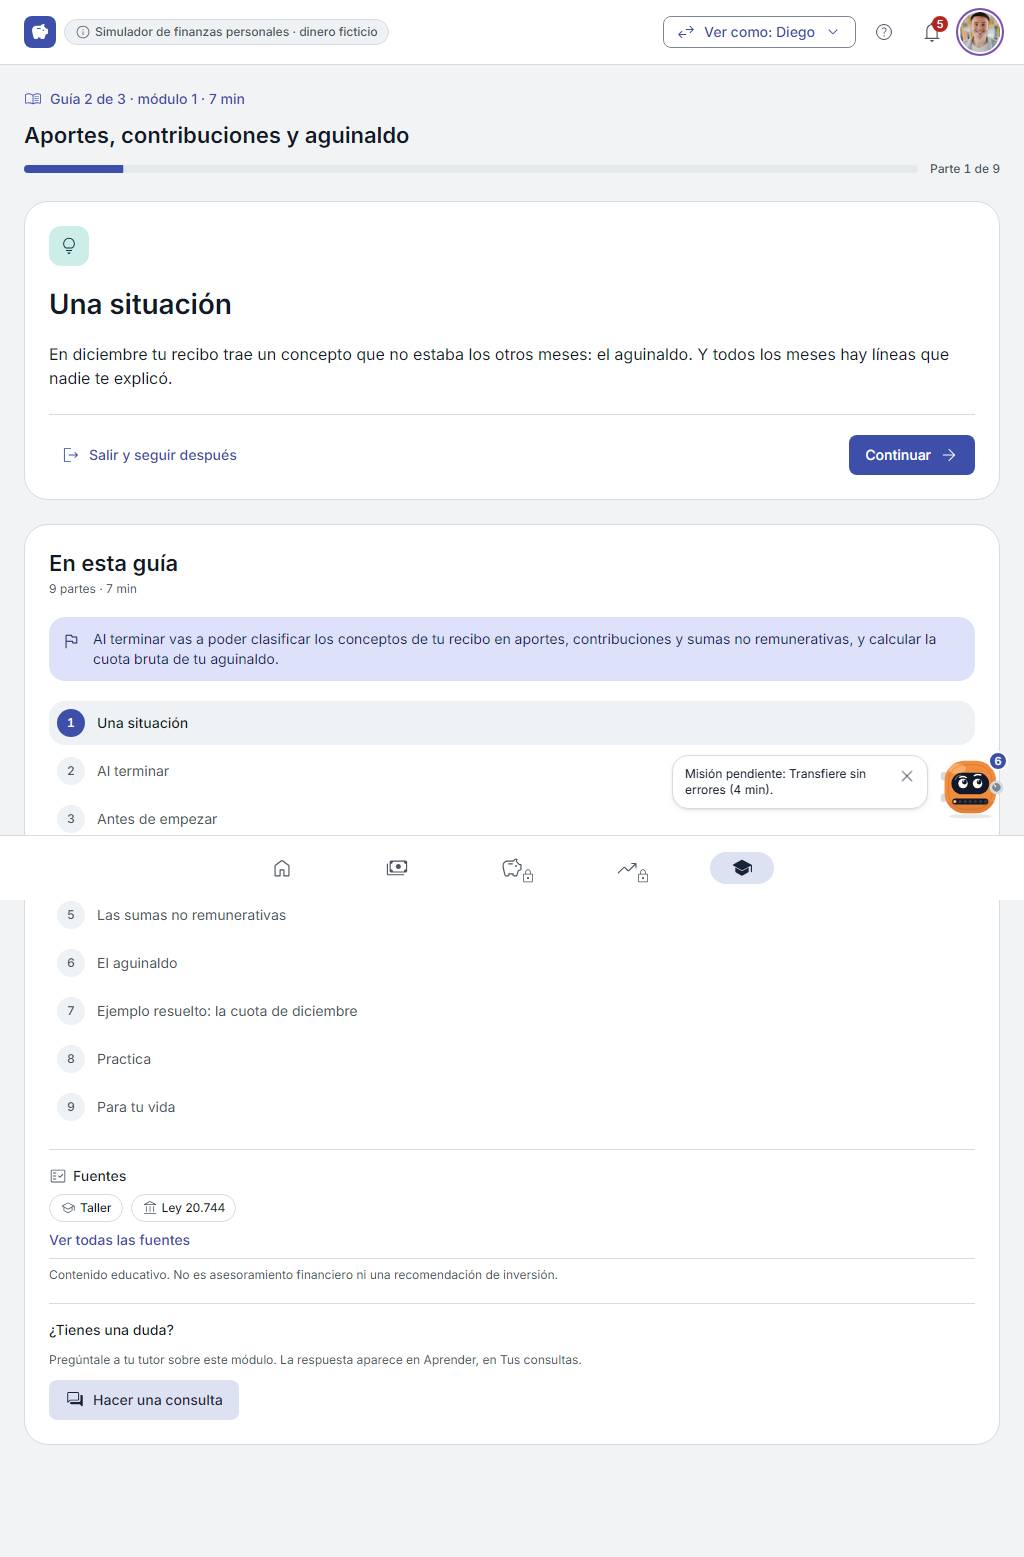 Simulador de finanzas personales · dinero ficticio
Ver como: Diego
5
Guía 2 de 3 · módulo 1 · 7 min
Aportes, contribuciones y aguinaldo
Parte 1 de 9
Una situación
En diciembre tu recibo trae un concepto que no estaba los otros meses: el aguinaldo. Y todos los meses hay líneas que
nadie te explicó.
Salir y seguir después
Continuar
En esta guía
9 partes · 7 min
Al terminar vas a poder clasificar los conceptos de tu recibo en aportes, contribuciones y sumas no remunerativas, y calcular la
cuota bruta de tu aguinaldo.
1 Una situación
2 Al terminar
Misión pendiente: Transfiere sin
errores (4 min).
6
3 Antes de empezar
5 Las sumas no remunerativas
6 El aguinaldo
7 Ejemplo resuelto: la cuota de diciembre
8 Practica
9 Para tu vida
Fuentes
Taller
Ley 20.744
Ver todas las fuentes
Contenido educativo. No es asesoramiento financiero ni una recomendación de inversión.
¿Tienes una duda?
Pregúntale a tu tutor sobre este módulo. La respuesta aparece en Aprender, en Tus consultas.
Hacer una consulta